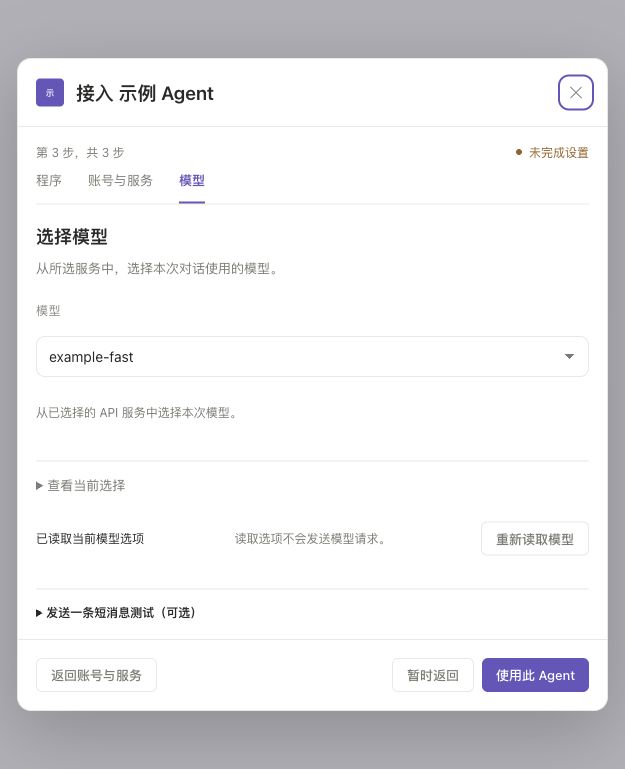 示
接入 示例 Agent
第 3 步，共 3 步
未完成设置
程序 账号与服务 模型
选择模型
从所选服务中，选择本次对话使用的模型。
模型
example-fast
从已选择的 API 服务中选择本次模型。
查看当前选择
已读取当前模型选项 读取选项不会发送模型请求。 重新读取模型
发送一条短消息测试（可选）
返回账号与服务 暂时返回 使用此 Agent